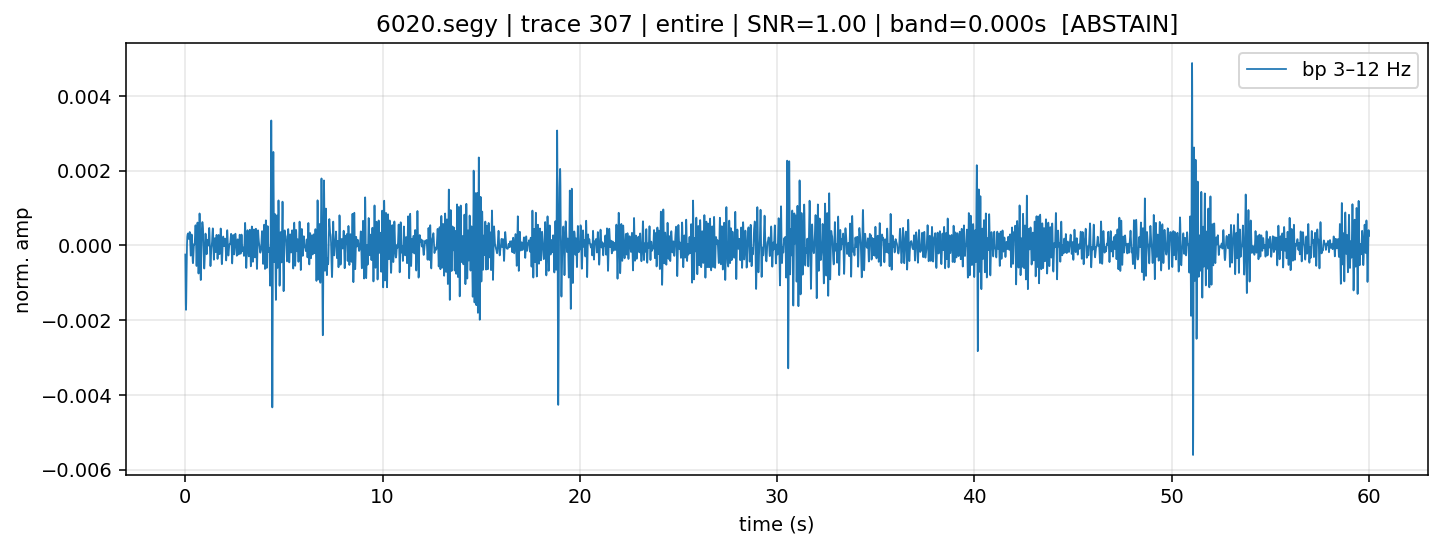 6020.segy | trace 307 | entire | SNR=1.00 | band=0.000s  [ABSTAIN]
bp 3–12 Hz
norm. amp
0.004
0.002
0.000
−0.002
−0.004
−0.006
0 10 20 30 40 50 60
time (s)